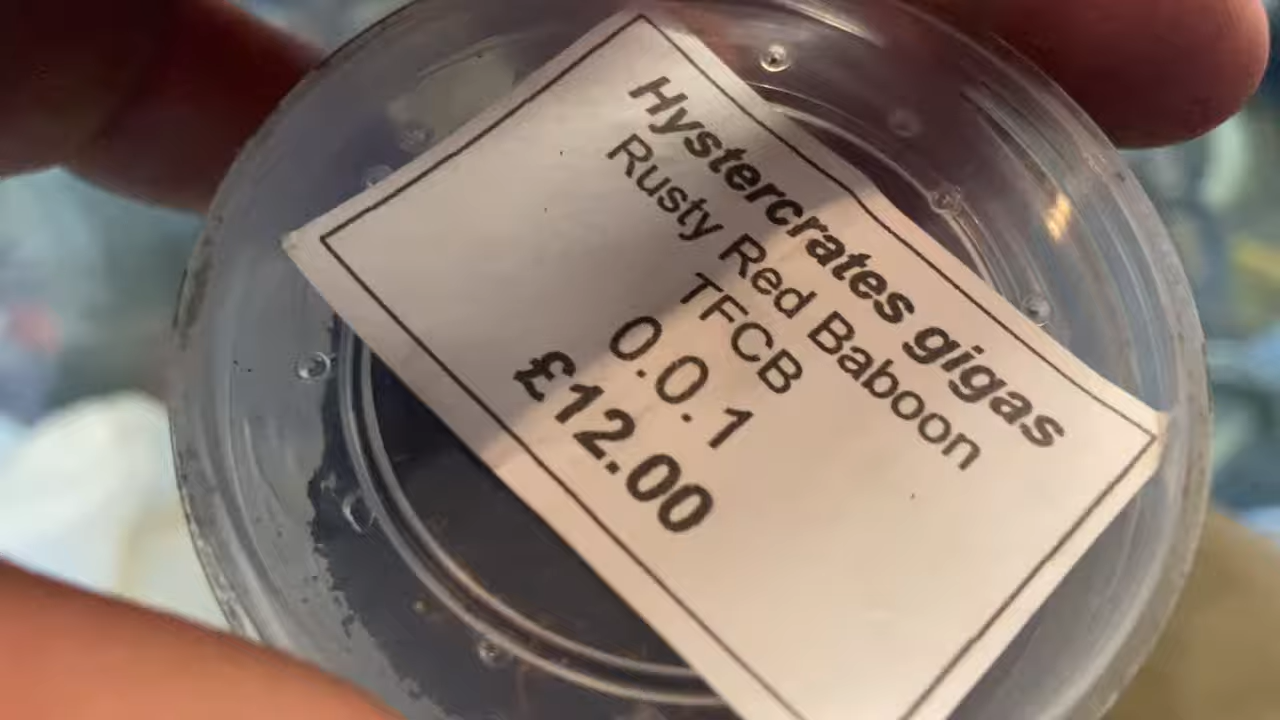 Hystercrates gigas
Rusty Red Baboon
TFCB
0.0.1
£12.00